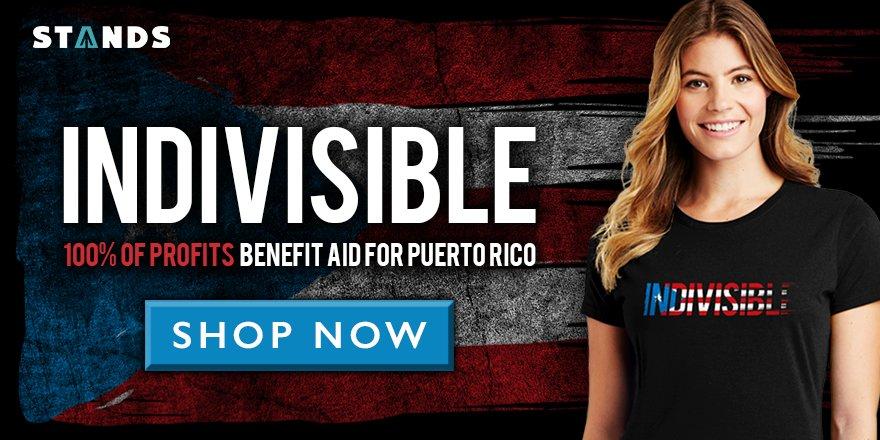 STANDS
INDIVISIBLE
100% OF PROFITS BENEFIT AID FOR PUERTO RICO
SHOP NOW
INDIVISIBLE